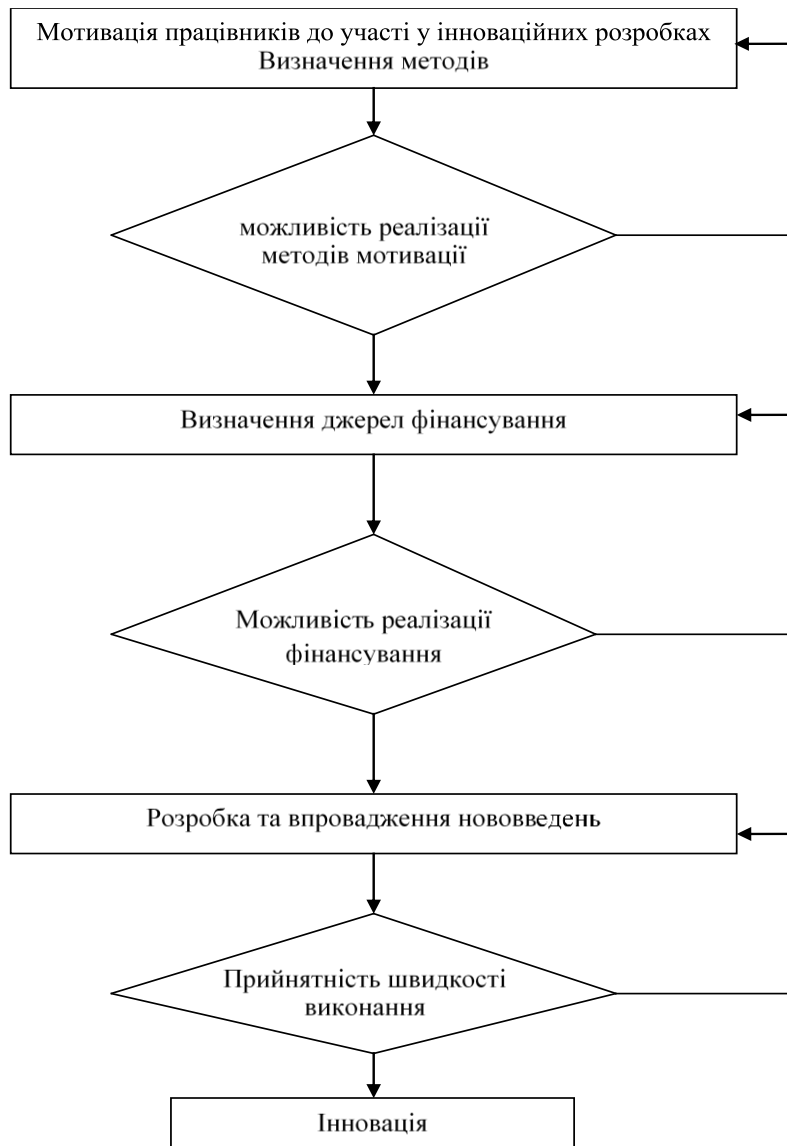 Мотивація працівників до участі у інноваційних розробках
Визначення методів
можливість реалізації
методів мотивації
Визначення джерел фінансування
Можливість реалізації
фінансування
Розробка та впровадження нововведень
Прийнятність швидкості
виконання
Інновація